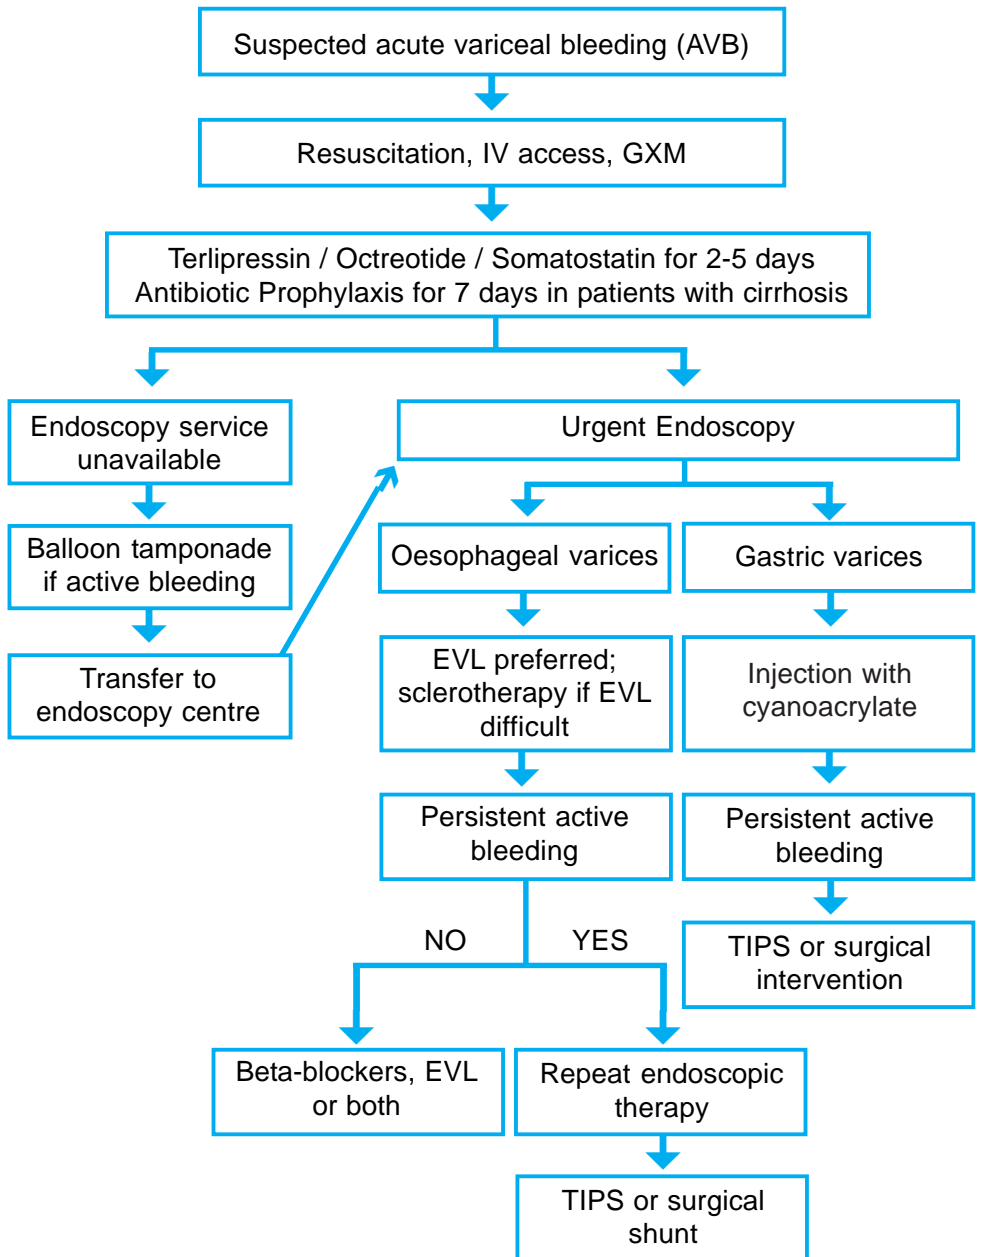 Suspected acute variceal bleeding (AVB)
Resuscitation, IV access, GXM
Terlipressin / Octreotide / Somatostatin for 2-5 days
Antibiotic Prophylaxis for 7 days in patients with cirrhosis
Endoscopy service
unavailable
Balloon tamponade
if active bleeding
Transfer to
endoscopy centre
Urgent Endoscopy
Oesophageal varices
EVL preferred;
sclerotherapy if EVL
difficult
Persistent active
bleeding
NO
YES
Beta-blockers, EVL
or both
Repeat endoscopic
therapy
TIPS or surgical
shunt
Gastric varices
Injection with
cyanoacrylate
Persistent active
bleeding
TIPS or surgical
intervention